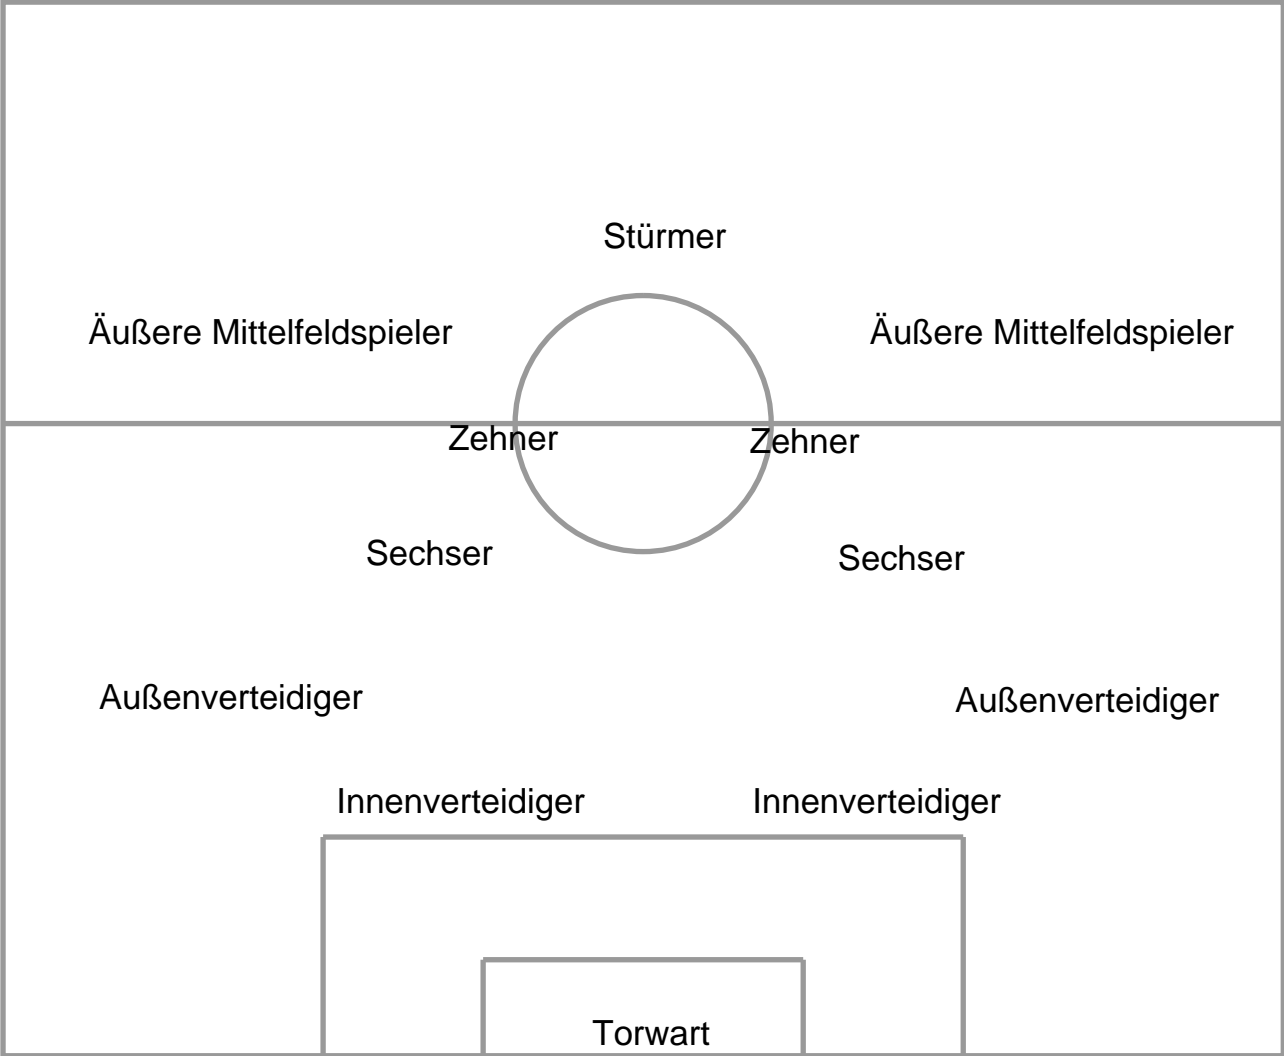 Stürmer
Äußere Mittelfeldspieler
Äußere Mittelfeldspieler
Zehner
Zehner
Sechser
Sechser
Außenverteidiger
Außenverteidiger
Innenverteidiger
Innenverteidiger
Torwart